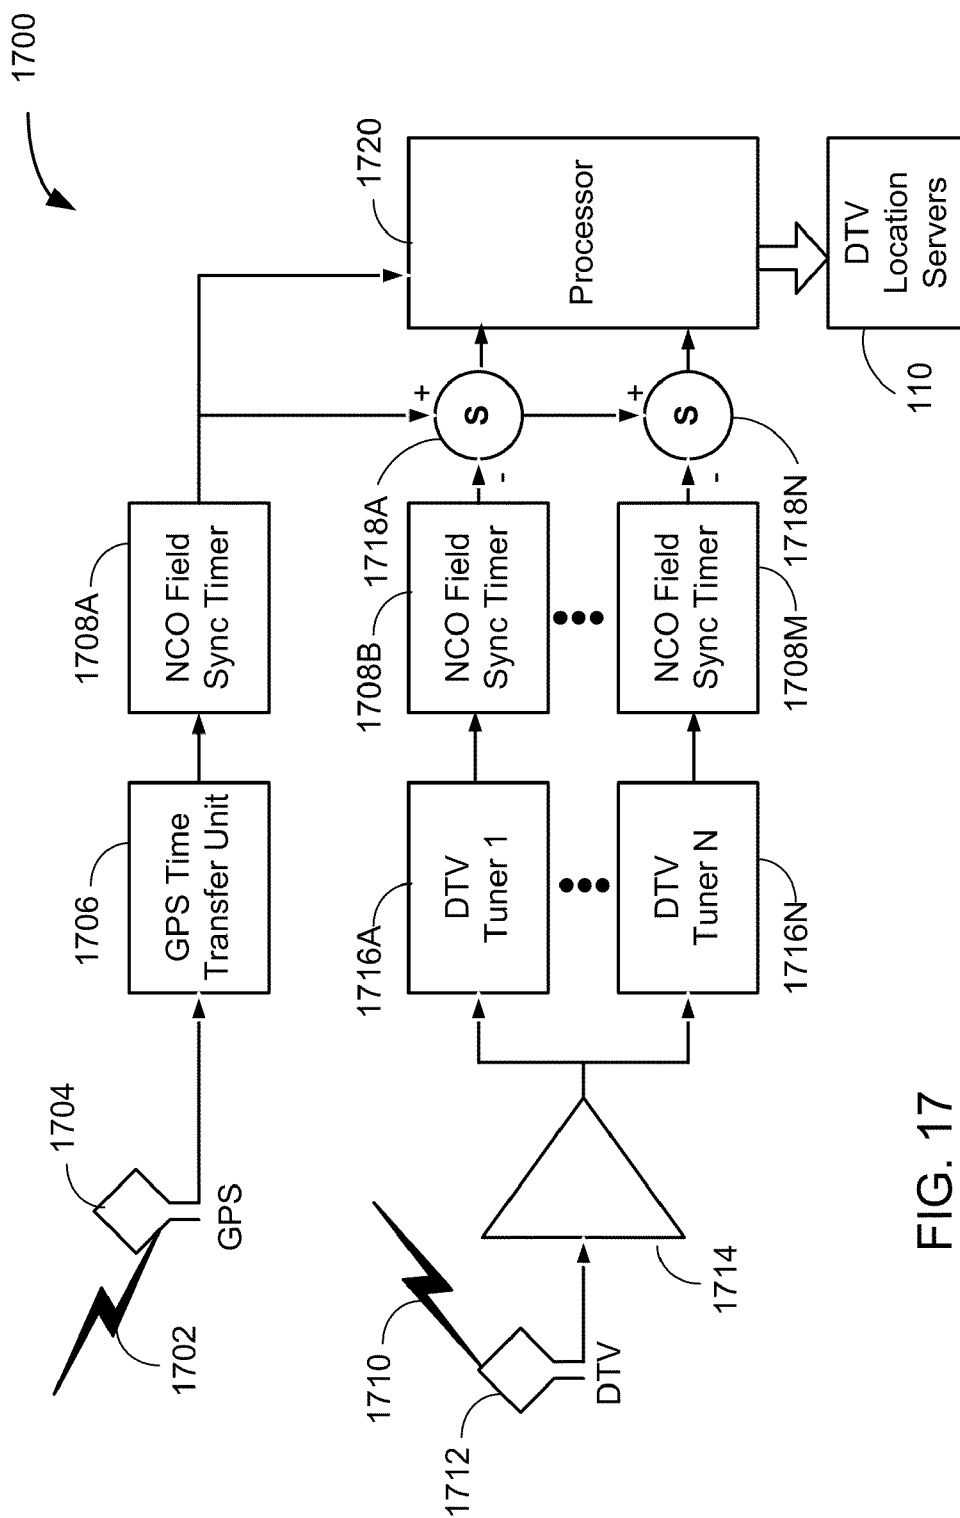 1700
1704
1702
GPS
1706
GPS Time
Transfer Unit
1708A
NCO Field
Sync Timer
1710
1712
DTV
1714
1716A
DTV
Tuner 1
1708B
NCO Field
Sync Timer
1718A
+
-
S
1716N
DTV
Tuner N
1708M
NCO Field
Sync Timer
1718N
+
-
S
1720
Processor
110
DTV
Location
Servers
FIG. 17